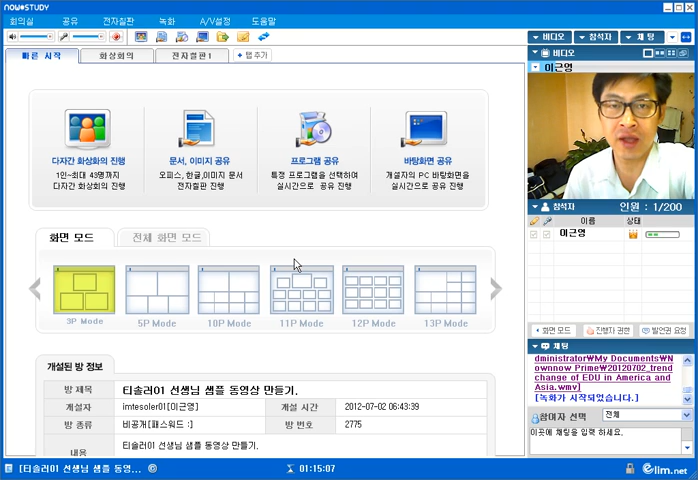 NOW★STUDY
회의실 공유 전자칠판 녹화 A/V설정 도움말
비디오 참석자 채팅
빠른 시작 화상회의 전자칠판1 + 탭추가
비디오
이근영
다자간 화상화의 진행 문서, 이미지 공유 프로그램 공유 바탕화면 공유
1인~최대 43명까지 오피스, 한글,이미지 문서 특정 프로그램을 선택하여 개설자의 PC 바탕화면을
다자간 화상회의 진행 전자칠판 진행 실시간으로 공유 진행 실시간으로 공유 진행
참석자 인원 : 1/200
이름 상태
이근영
화면 모드 전체 화면 모드
3P Mode 5P Mode 10P Mode 11P Mode 12P Mode 13P Mode
화면 모드 진행자 권한 발언권 요청
채팅
dministrator\My Documents\N
ownnow Prime\20120702_trend
change of EDU in America and
Asia.wmv]
[녹화가 시작되었습니다.]
참여자 선택 전체
이곳에 채팅을 입력 하세요.
개설된 방 정보
방 제목 티솔러01 선생님 샘플 동영상 만들기.
개설자 imtesoler01[이근영] 개설 시간 2012-07-02 06:43:39
방 종류 비공개[패스워드 :] 방 번호 2775
내용 티솔러01 선생님 샘플 동영상 만들기.
[티솔러01 선생님 샘플 동영... 01:15:07 elim.net